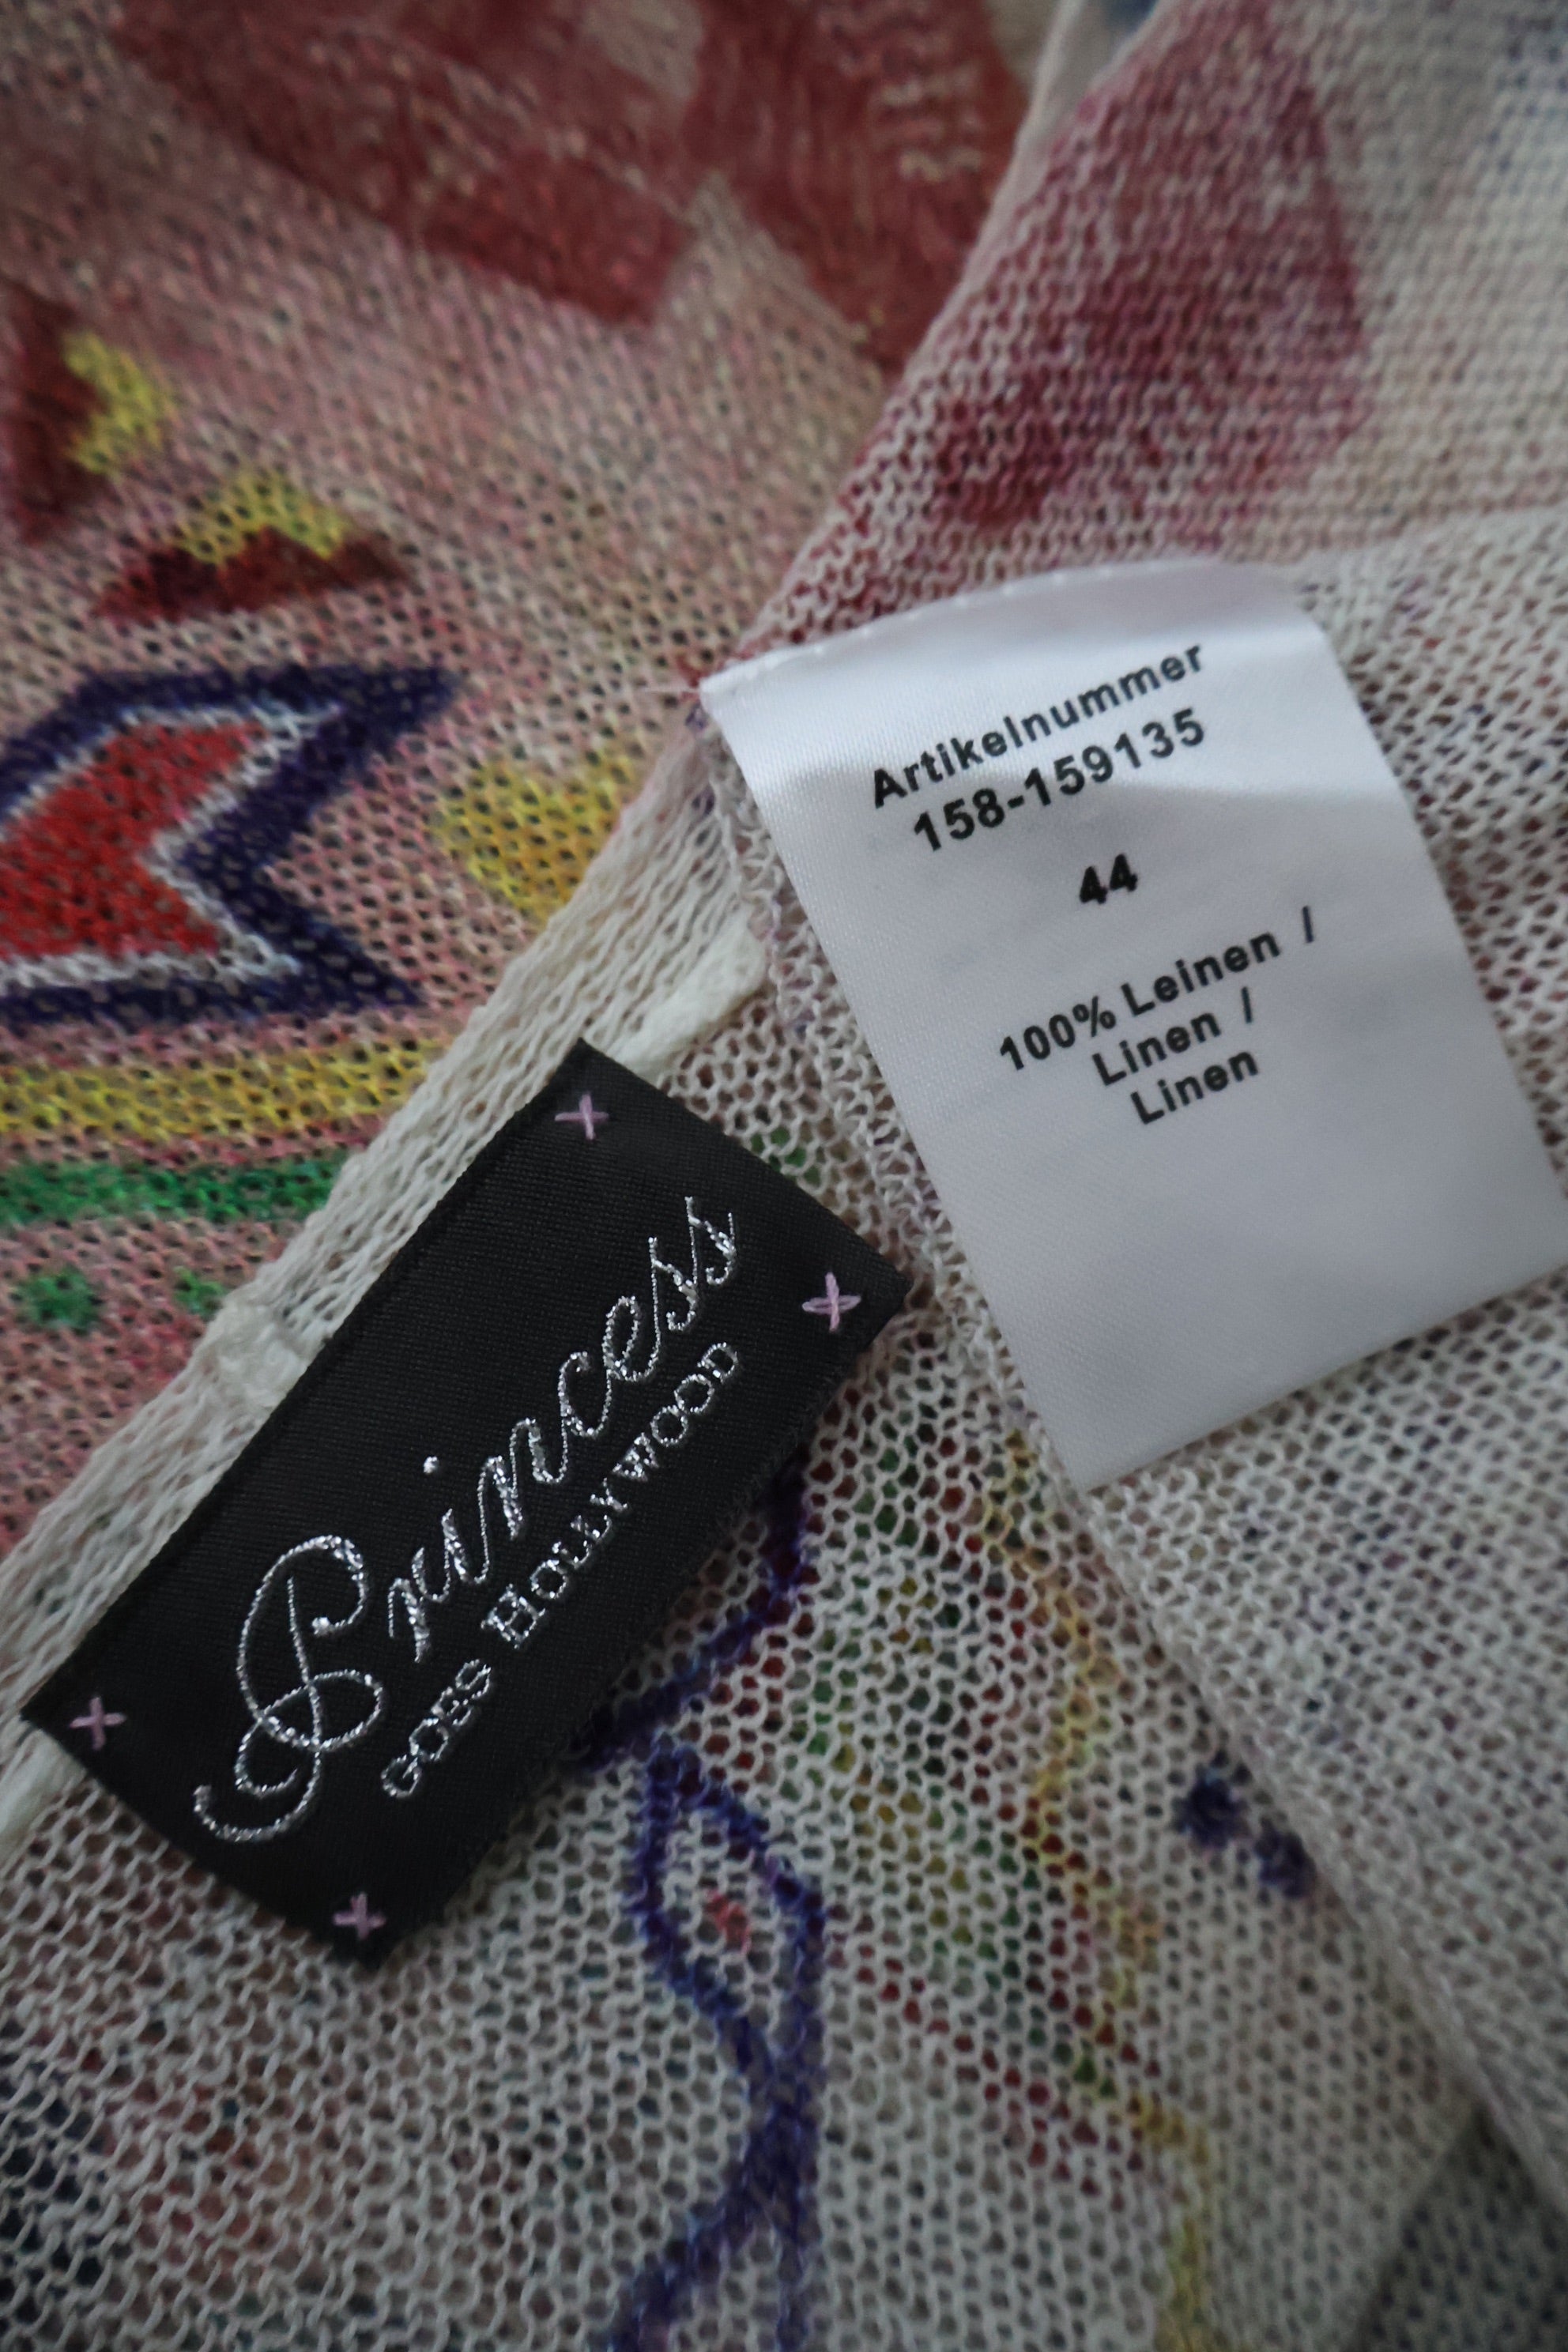 Artikelnummer
158-159135
44
100% Leinen /
Linen /
Linen
Princess
GOES HOLLYWOOD